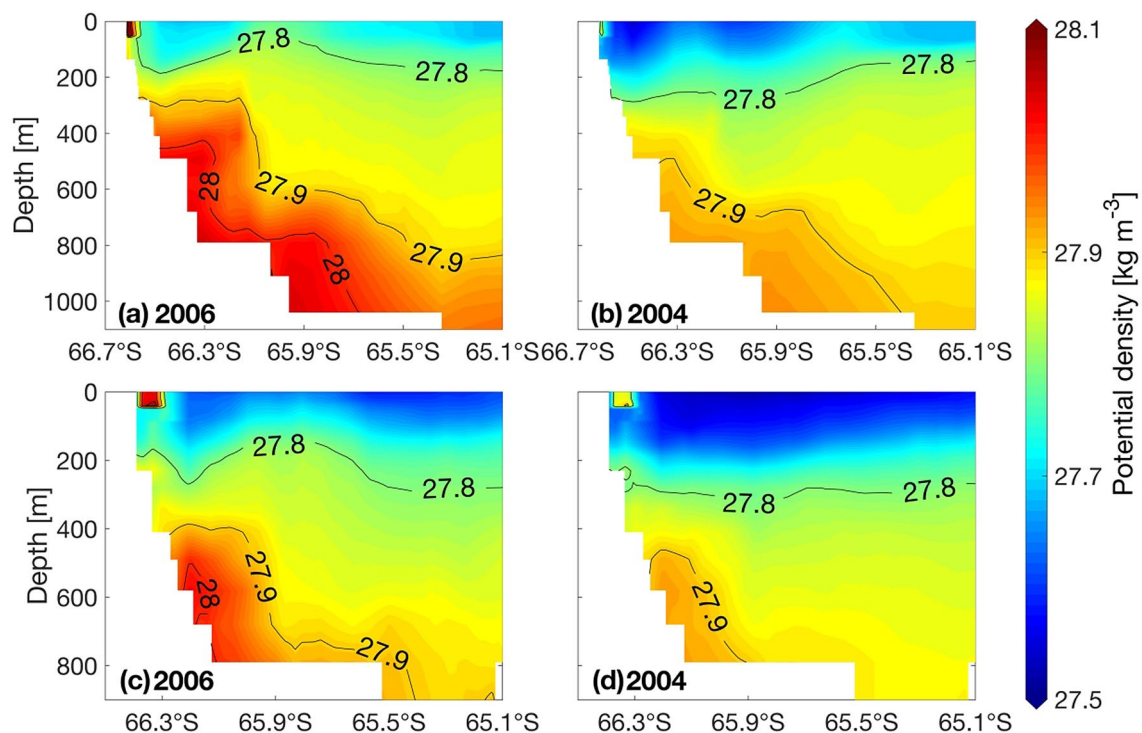 0
200
400
600
800
1000
Depth [m]
27.8
27.8
27.9
27.9
28
28
(a) 2006
66.7°S 66.3°S 65.9°S 65.5°S 65.1°S
27.8
27.8
27.9
(b) 2004
66.7°S 66.3°S 65.9°S 65.5°S 65.1°S
0
200
400
600
800
Depth [m]
27.8
27.8
27.9
27.9
28
(c) 2006
66.3°S 65.9°S 65.5°S 65.1°S
27.8
27.8
27.9
(d) 2004
66.3°S 65.9°S 65.5°S 65.1°S
28.1
27.9
27.7
27.5
Potential density [kg m⁻³]